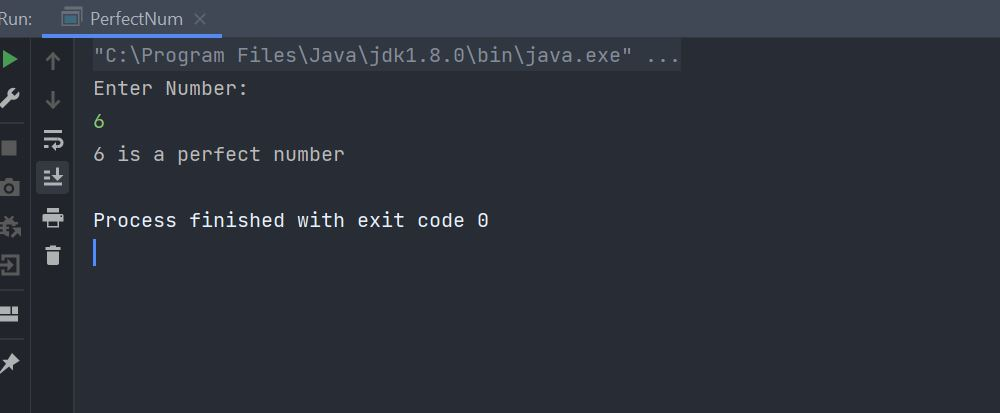 Run: PerfectNum
"C:\Program Files\Java\jdk1.8.0\bin\java.exe" ...
Enter Number:
6
6 is a perfect number
Process finished with exit code 0